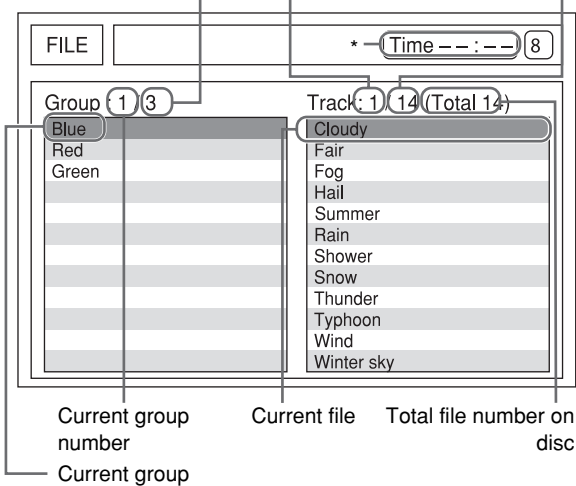 FILE
* Time – – : – – 8
Group : 1 / 3
Track: 1 / 14 (Total 14)
Blue
Red
Green
Cloudy
Fair
Fog
Hail
Summer
Rain
Shower
Snow
Thunder
Typhoon
Wind
Winter sky
Current group
number
Current file
Total file number on
disc
Current group